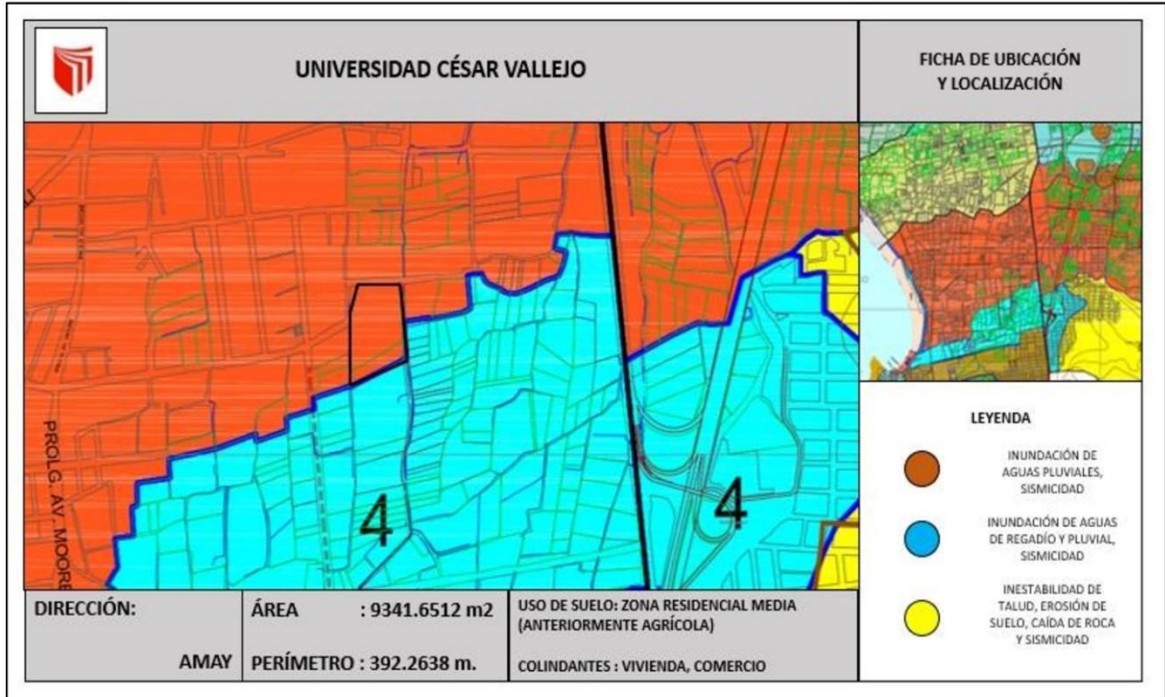 UNIVERSIDAD CÉSAR VALLEJO
FICHA DE UBICACIÓN
Y LOCALIZACIÓN
PROLG. AV. MOORE
4
4
LEYENDA
INUNDACIÓN DE
AGUAS PLUVIALES,
SISMICIDAD
INUNDACIÓN DE AGUAS
DE REGADÍO Y PLUVIAL,
SISMICIDAD
INESTABILIDAD DE
TALUD, EROSIÓN DE
SUELO, CAÍDA DE ROCA
Y SISMICIDAD
DIRECCIÓN:
AMAY
ÁREA : 9341.6512 m2
PERÍMETRO : 392.2638 m.
USO DE SUELO: ZONA RESIDENCIAL MEDIA
(ANTERIORMENTE AGRÍCOLA)
COLINDANTES : VIVIENDA, COMERCIO